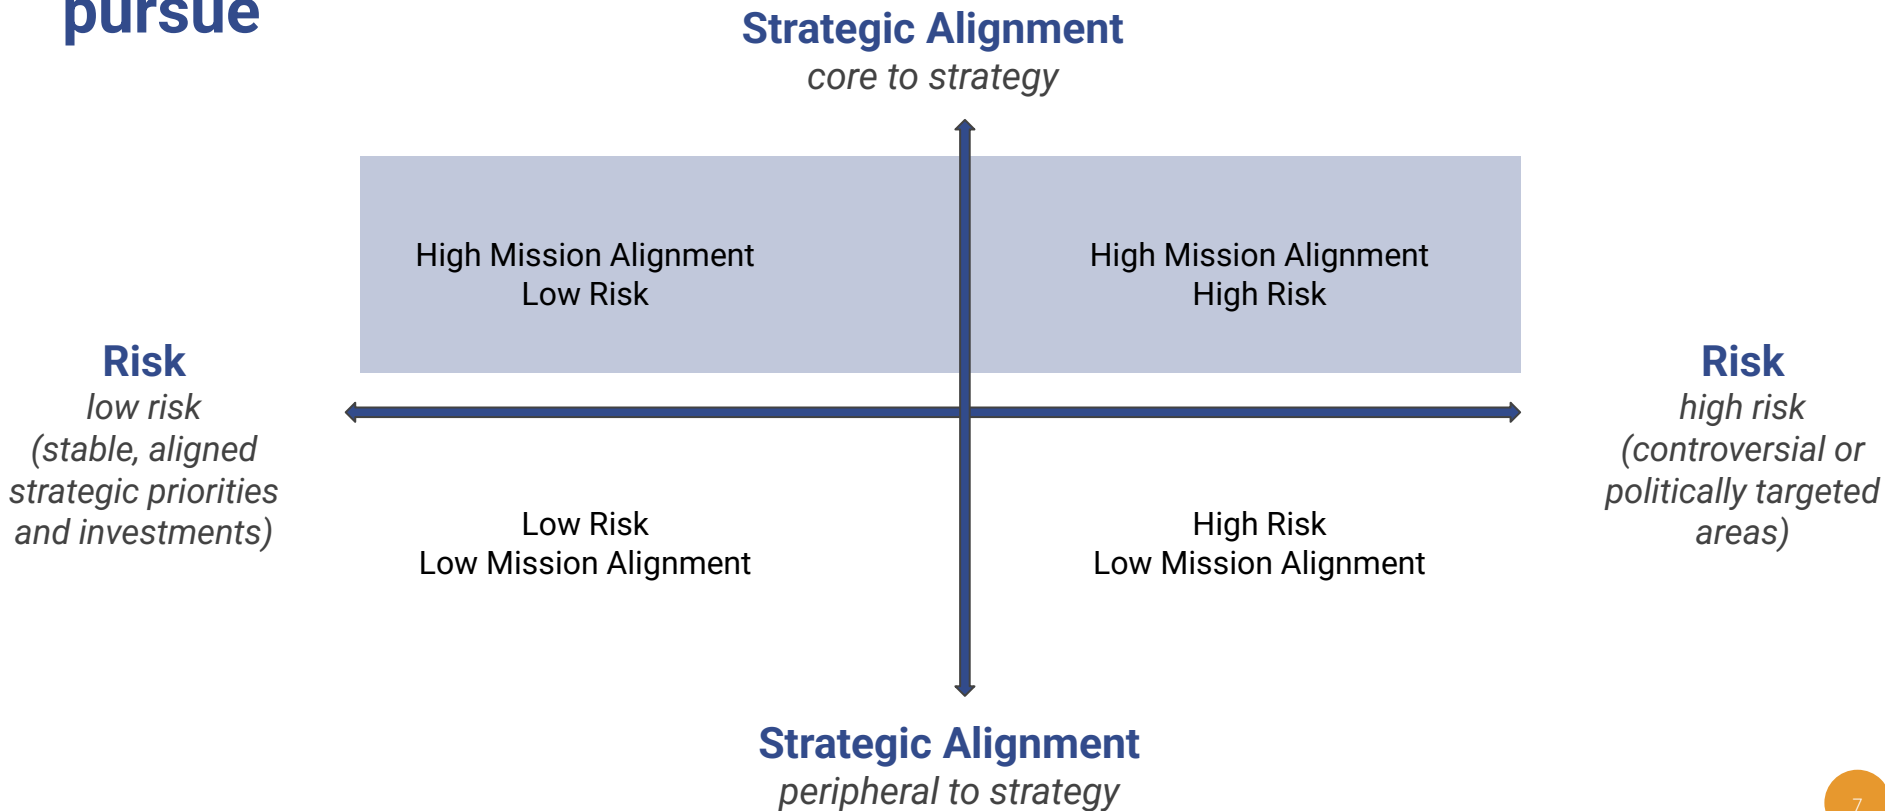 pursue
Strategic Alignment
core to strategy
High Mission Alignment
Low Risk
High Mission Alignment
High Risk
Risk
low risk
(stable, aligned
strategic priorities
and investments)
Risk
high risk
(controversial or
politically targeted
areas)
Low Risk
Low Mission Alignment
High Risk
Low Mission Alignment
Strategic Alignment
peripheral to strategy
7